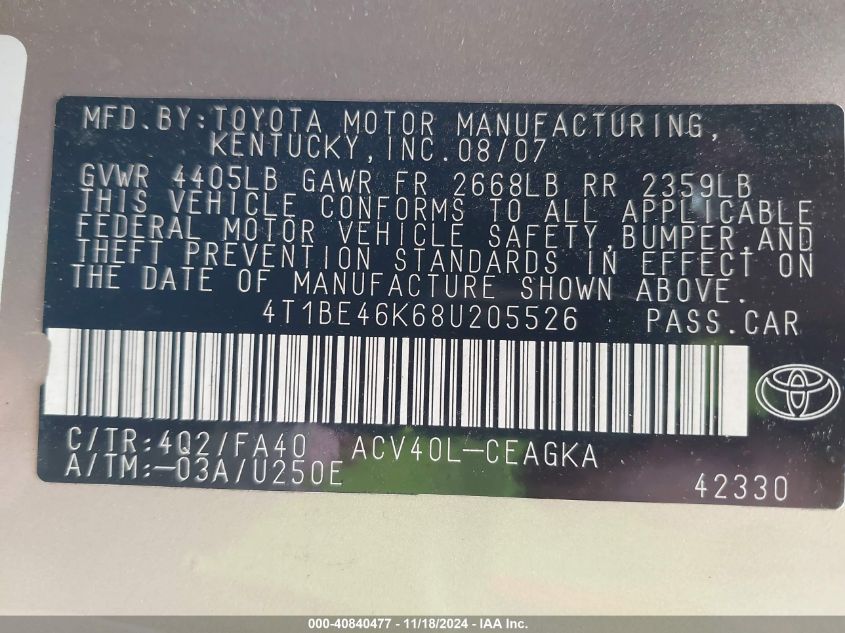 MFD.BY:TOYOTA MOTOR MANUFACTURING,
KENTUCKY,INC.08/07
GVWR 4405LB GAWR FR 2668LB RR 2359LB
THIS VEHICLE CONFORMS TO ALL APPLICABLE
FEDERAL MOTOR VEHICLE SAFETY,BUMPER,AND
THEFT PREVENTION STANDARDS IN EFFECT ON
THE DATE OF MANUFACTURE SHOWN ABOVE.
4T1BE46K68U205526 PASS.CAR
C/TR:4Q2/FA40 ACV40L-CEAGKA
A/TM:-03A/U250E
42330
000-40840477 - 11/18/2024 - IAA Inc.